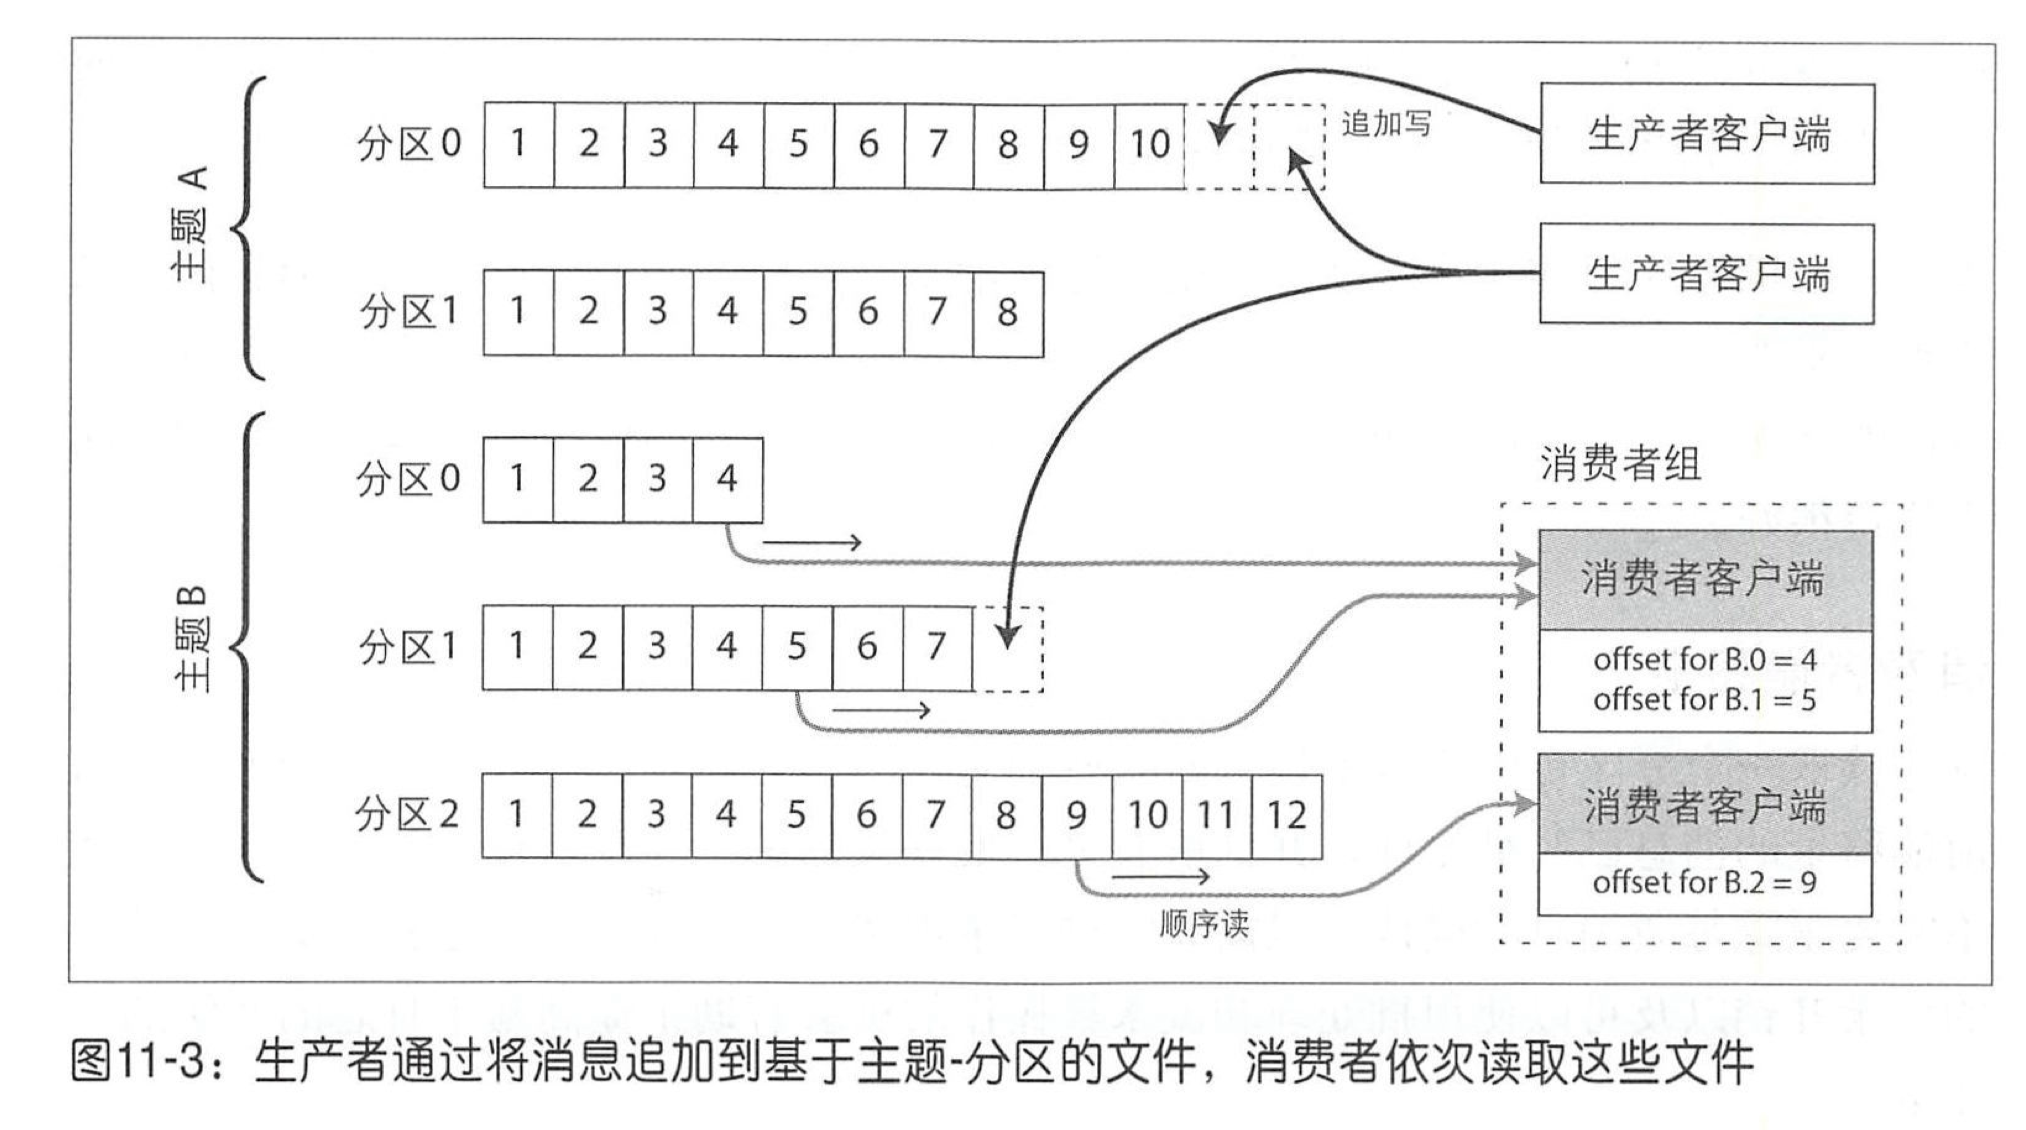 主题 A
分区0 1 2 3 4 5 6 7 8 9 10
追加写
生产者客户端
生产者客户端
分区1 1 2 3 4 5 6 7 8
主题 B
分区0 1 2 3 4
分区1 1 2 3 4 5 6 7
分区2 1 2 3 4 5 6 7 8 9 10 11 12
顺序读
消费者组
消费者客户端
offset for B.0 = 4
offset for B.1 = 5
消费者客户端
offset for B.2 = 9
图11-3：生产者通过将消息追加到基于主题-分区的文件，消费者依次读取这些文件